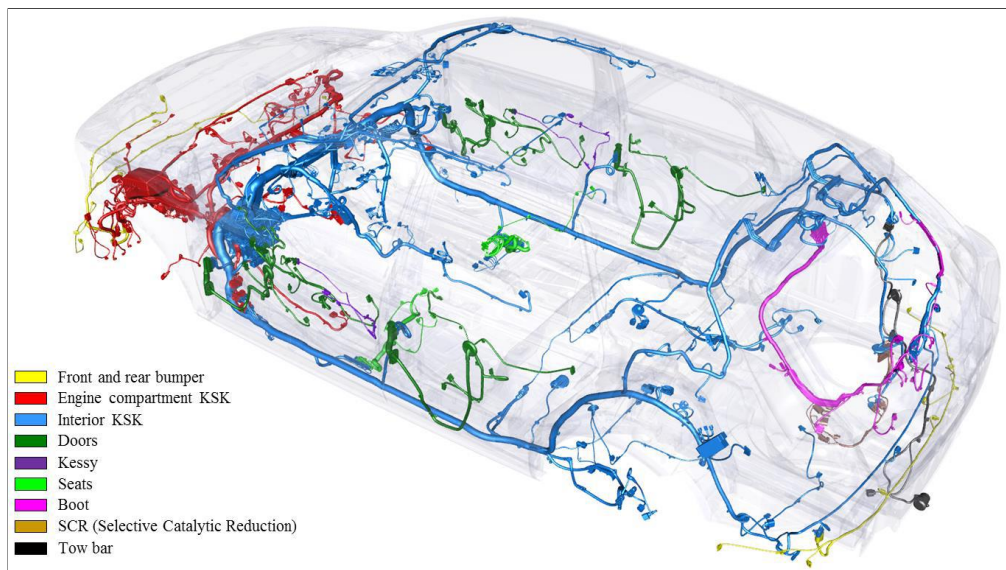 Front and rear bumper
Engine compartment KSK
Interior KSK
Doors
Kessy
Seats
Boot
SCR (Selective Catalytic Reduction)
Tow bar